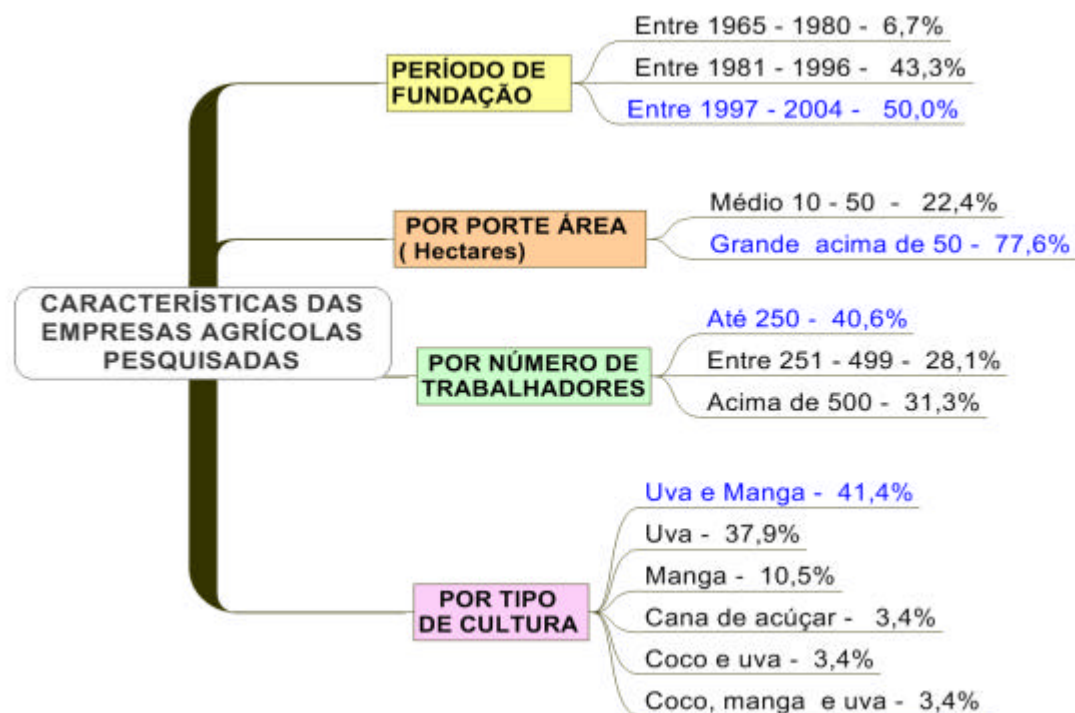 CARACTERÍSTICAS DAS
EMPRESAS AGRÍCOLAS
PESQUISADAS
PERÍODO DE
FUNDAÇÃO
Entre 1965 - 1980 - 6,7%
Entre 1981 - 1996 - 43,3%
Entre 1997 - 2004 - 50,0%
POR PORTE ÁREA
( Hectares)
Médio 10 - 50 - 22,4%
Grande acima de 50 - 77,6%
POR NÚMERO DE
TRABALHADORES
Até 250 - 40,6%
Entre 251 - 499 - 28,1%
Acima de 500 - 31,3%
POR TIPO
DE CULTURA
Uva e Manga - 41,4%
Uva - 37,9%
Manga - 10,5%
Cana de acúçar - 3,4%
Coco e uva - 3,4%
Coco, manga e uva - 3,4%